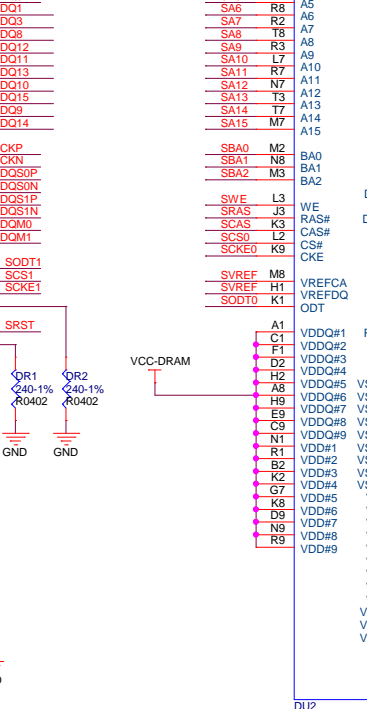 DQ1
DQ3
DQ8
DQ12
DQ11
DQ13
DQ10
DQ15
DQ9
DQ14
CKP
CKN
DQS0P
DQS0N
DQS1P
DQS1N
DQM0
DQM1
SODT1
SCS1
SCKE1
SRST
DR1
240-1%
R0402
DR2
240-1%
R0402
GND
GND
VCC-DRAM
A5
SA6 R8 A6
SA7 R2 A7
SA8 T8 A8
SA9 R3 A9
SA10 L7 A10
SA11 R7 A11
SA12 N7 A12
SA13 T3 A13
SA14 T7 A14
SA15 M7 A15
SBA0 M2 BA0
SBA1 N8 BA1
SBA2 M3 BA2
SWE L3 WE
SRAS J3 RAS#
SCAS K3 CAS#
SCS0 L2 CS#
SCKE0 K9 CKE
SVREF M8 VREFCA
SVREF H1 VREFDQ
SODT0 K1 ODT
A1 VDDQ#1
C1 VDDQ#2
F1 VDDQ#3
D2 VDDQ#4
H2 VDDQ#5
A8 VDDQ#6
H9 VDDQ#7
E9 VDDQ#8
C9 VDDQ#9
N1 VDD#1
R1 VDD#2
B2 VDD#3
K2 VDD#4
G7 VDD#5
K8 VDD#6
D9 VDD#7
N9 VDD#8
R9 VDD#9
DU2